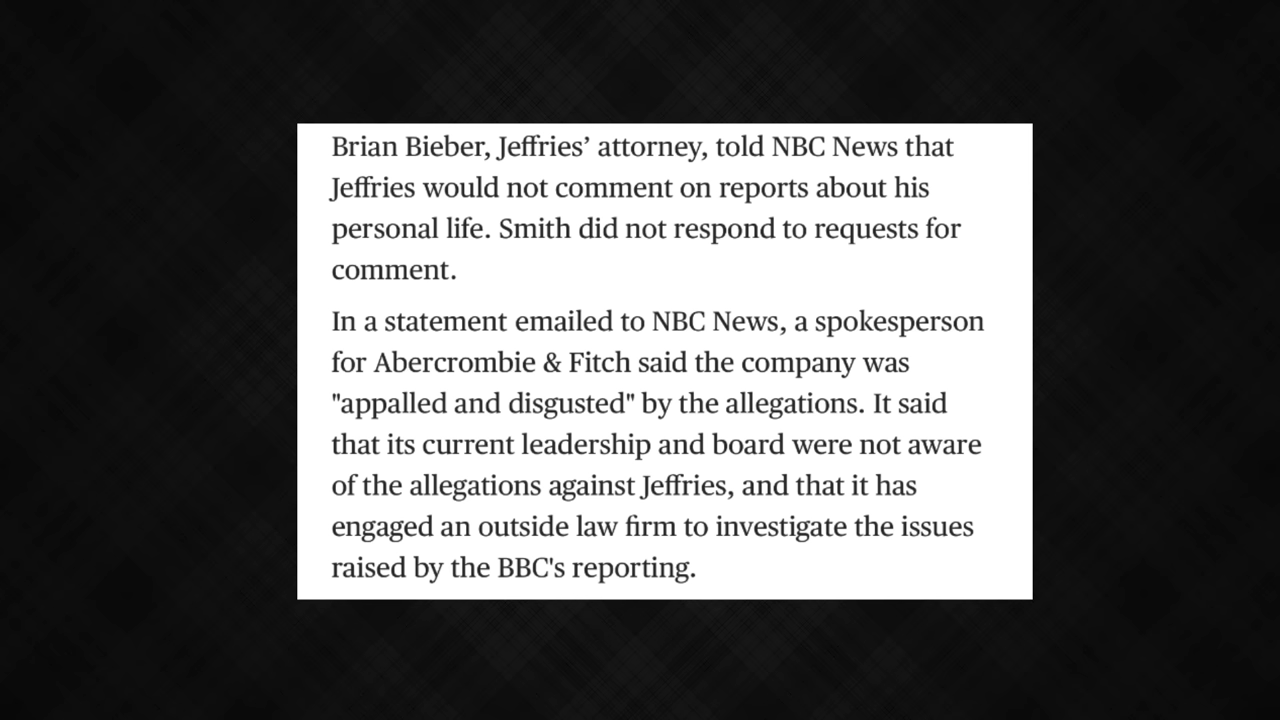 Brian Bieber, Jeffries’ attorney, told NBC News that
Jeffries would not comment on reports about his
personal life. Smith did not respond to requests for
comment.
In a statement emailed to NBC News, a spokesperson
for Abercrombie & Fitch said the company was
"appalled and disgusted" by the allegations. It said
that its current leadership and board were not aware
of the allegations against Jeffries, and that it has
engaged an outside law firm to investigate the issues
raised by the BBC's reporting.